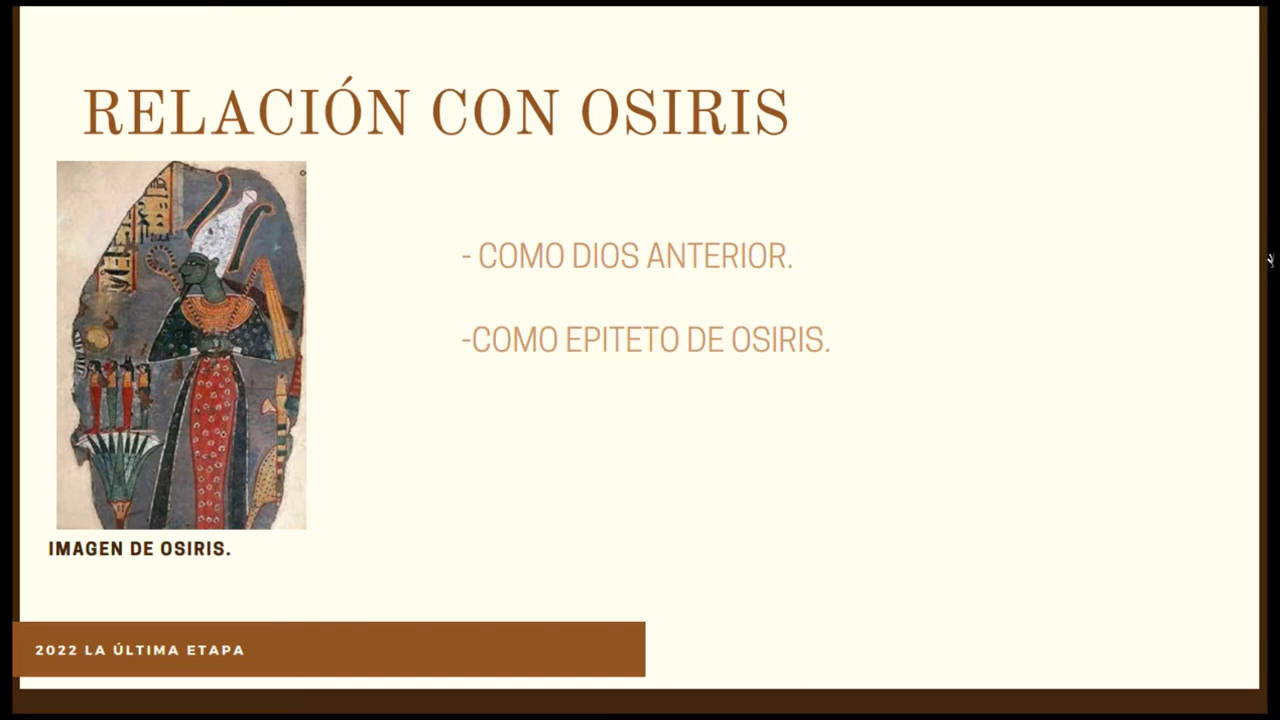 RELACIÓN CON OSIRIS
- COMO DIOS ANTERIOR.
-COMO EPITETO DE OSIRIS.
IMAGEN DE OSIRIS.
2022 LA ÚLTIMA ETAPA